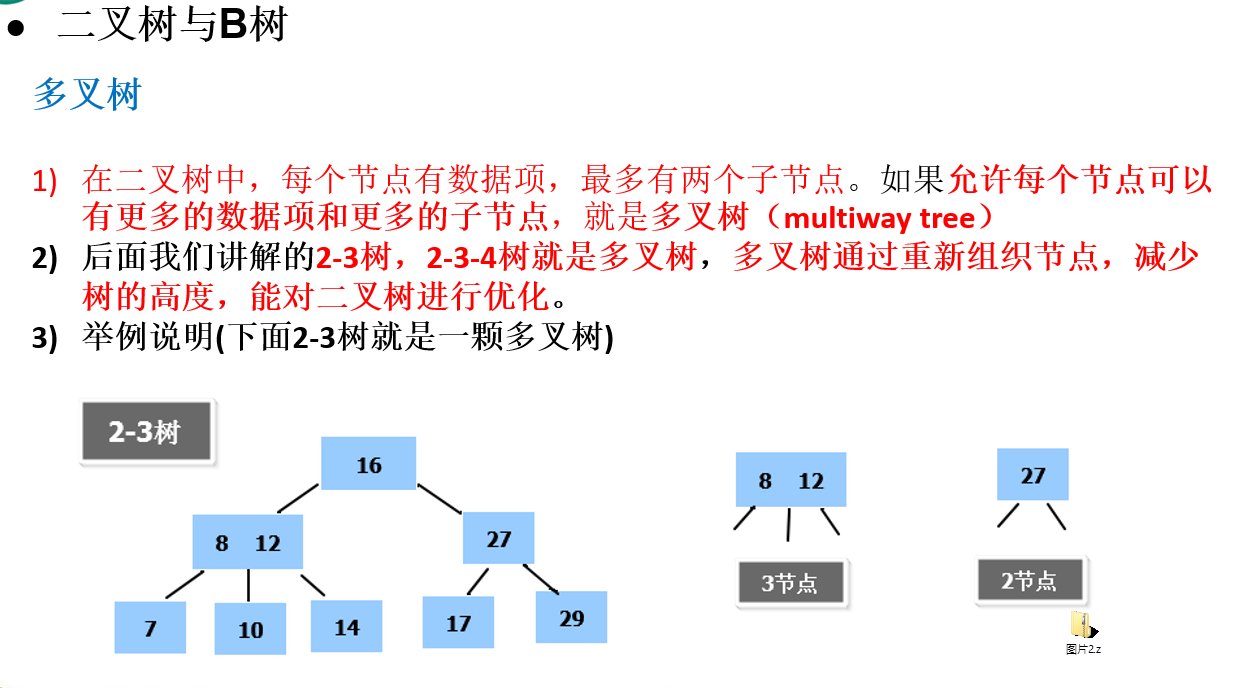 ● 二叉树与B树
多叉树
1) 在二叉树中，每个节点有数据项，最多有两个子节点。如果允许每个节点可以
有更多的数据项和更多的子节点，就是多叉树（multiway tree）
2) 后面我们讲解的2-3树，2-3-4树就是多叉树，多叉树通过重新组织节点，减少
树的高度，能对二叉树进行优化。
3) 举例说明(下面2-3树就是一颗多叉树)
2-3树
16
8 12
27
7
10
14
17
29
8 12
3节点
27
2节点
图片2.z